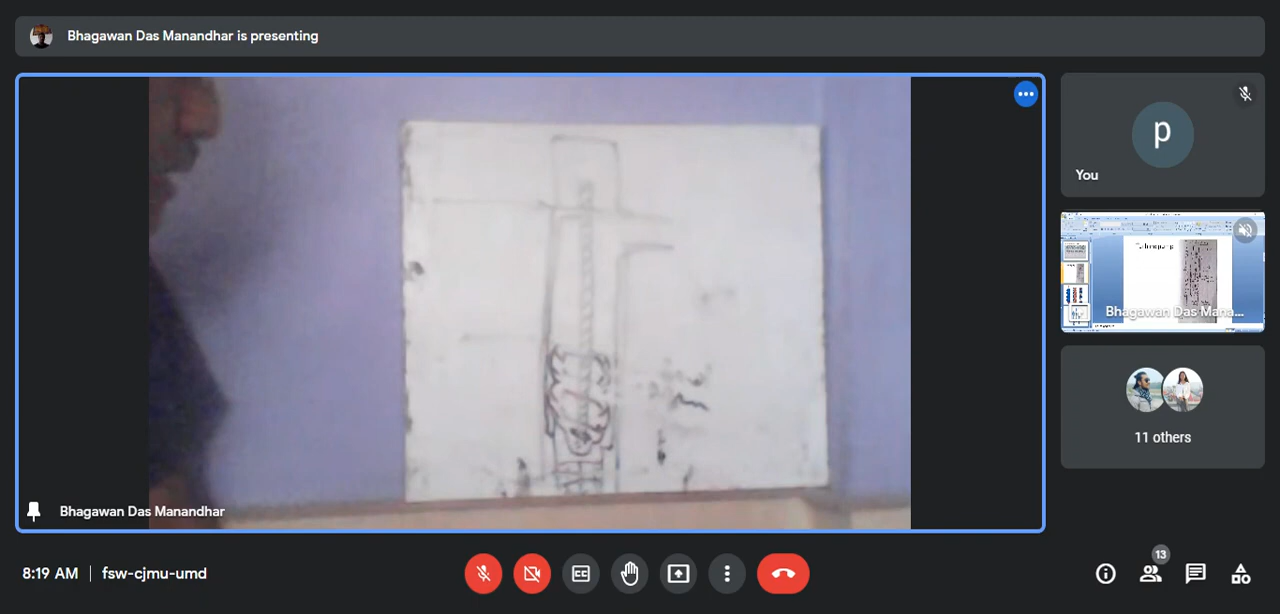 Bhagawan Das Manandhar is presenting
p
You
Bhagawan Das Mana...
11 others
Bhagawan Das Manandhar
8:19 AM | fsw-cjmu-umd
CC
13